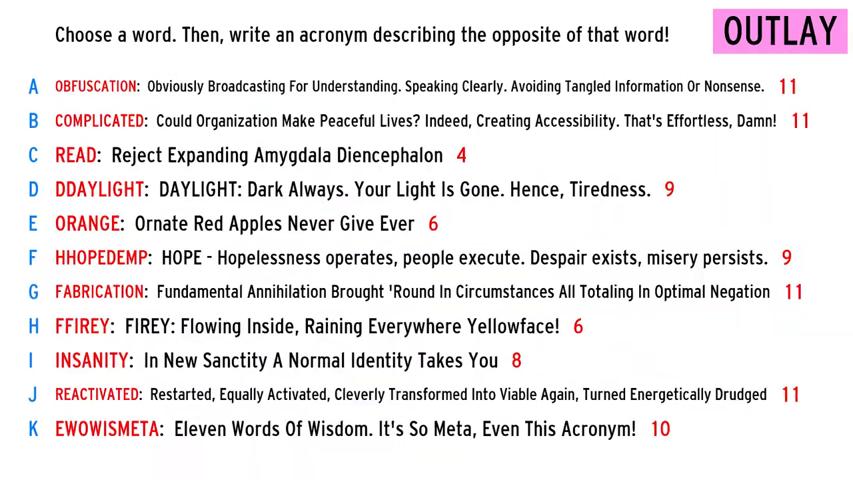 Choose a word. Then, write an acronym describing the opposite of that word!
OUTLAY
A OBFUSCATION: Obviously Broadcasting For Understanding. Speaking Clearly. Avoiding Tangled Information Or Nonsense. 11
B COMPLICATED: Could Organization Make Peaceful Lives? Indeed, Creating Accessibility. That's Effortless, Damn! 11
C READ: Reject Expanding Amygdala Diencephalon 4
D DDAYLIGHT: DAYLIGHT: Dark Always. Your Light Is Gone. Hence, Tiredness. 9
E ORANGE: Ornate Red Apples Never Give Ever 6
F HHOPEDEMP: HOPE - Hopelessness operates, people execute. Despair exists, misery persists. 9
G FABRICATION: Fundamental Annihilation Brought 'Round In Circumstances All Totaling In Optimal Negation 11
H FFIREY: FIREY: Flowing Inside, Raining Everywhere Yellowface! 6
I INSANITY: In New Sanctity A Normal Identity Takes You 8
J REACTIVATED: Restarted, Equally Activated, Cleverly Transformed Into Viable Again, Turned Energetically Drudged 11
K EWOWISMETA: Eleven Words Of Wisdom. It's So Meta, Even This Acronym! 10